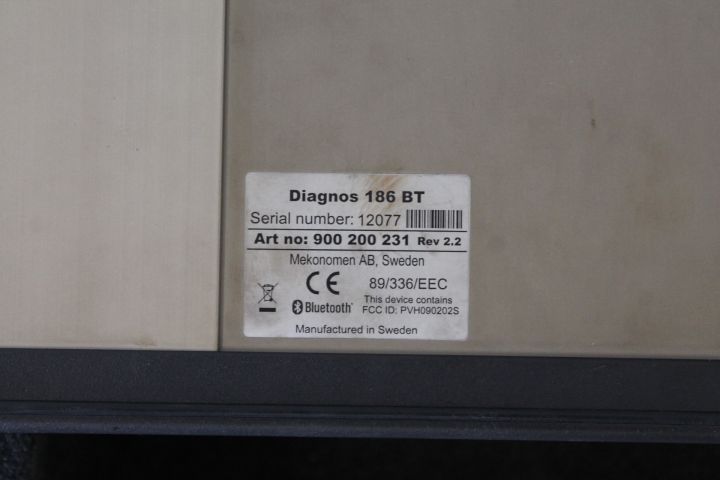 Diagnos 186 BT
Serial number: 12077
Art no: 900 200 231 Rev 2.2
Mekonomen AB, Sweden
CE 89/336/EEC
Bluetooth®
This device contains
FCC ID: PVH090202S
Manufactured in Sweden